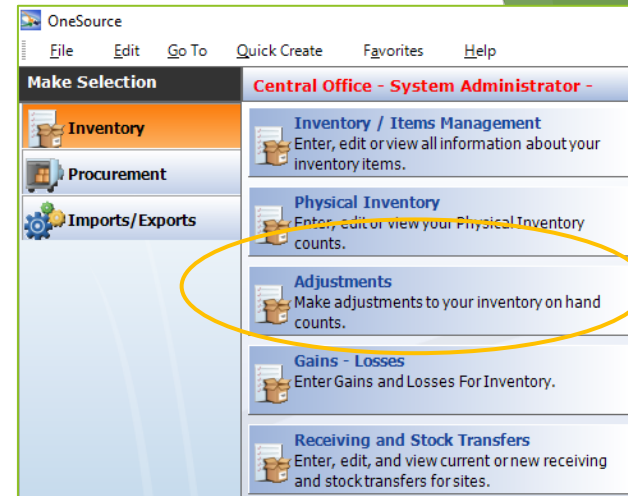 OneSource
File Edit Go To Quick Create Favorites Help
Make Selection
Central Office - System Administrator -
Inventory
Procurement
Imports/Exports
Inventory / Items Management
Enter, edit or view all information about your
inventory items.
Physical Inventory
Enter, edit or view your Physical Inventory
counts.
Adjustments
Make adjustments to your inventory on hand
counts.
Gains - Losses
Enter Gains and Losses For Inventory.
Receiving and Stock Transfers
Enter, edit, and view current or new receiving
and stock transfers for sites.